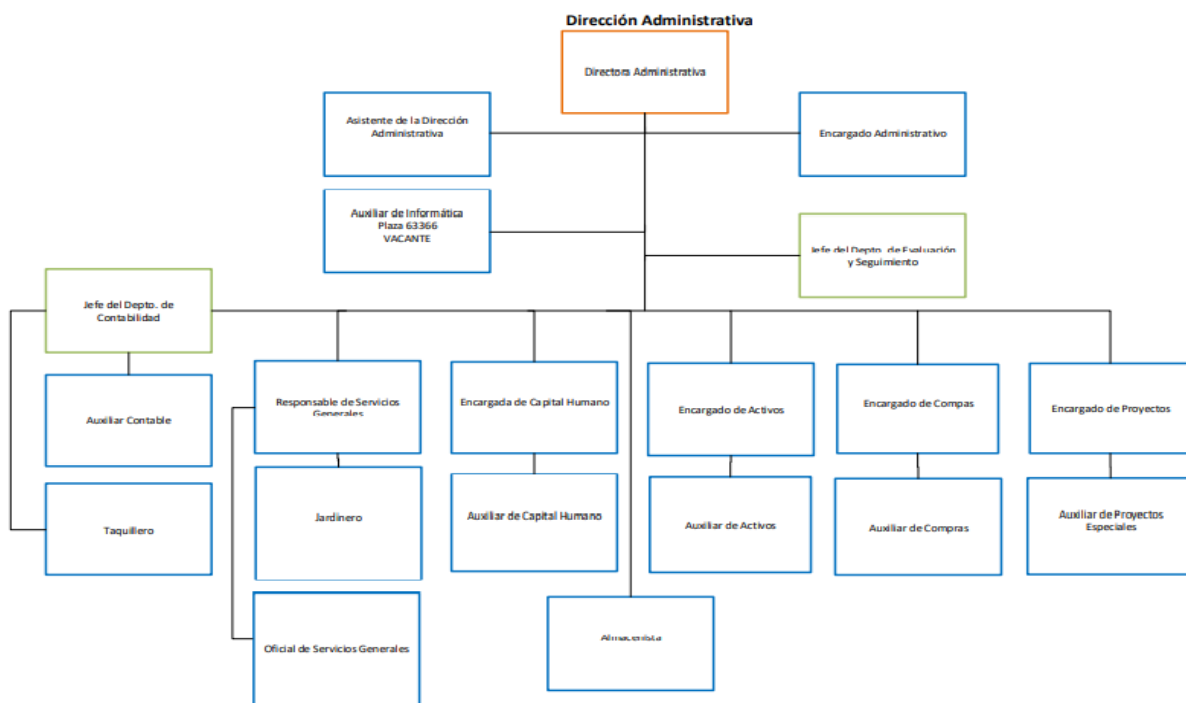 Dirección Administrativa
Directora Administrativa
Asistente de la Dirección
Administrativa
Encargado Administrativo
Auxiliar de Informática
Plaza 63366
VACANTE
Jefe del Depto. de Evaluación
y Seguimiento
Jefe del Depto. de
Contabilidad
Responsable de Servicios
Generales
Encargada de Capital Humano
Encargado de Activos
Encargado de Compas
Encargado de Proyectos
Auxiliar Contable
Taquillero
Jardinero
Auxiliar de Capital Humano
Auxiliar de Activos
Auxiliar de Compras
Auxiliar de Proyectos
Especiales
Oficial de Servicios Generales
Almacenista